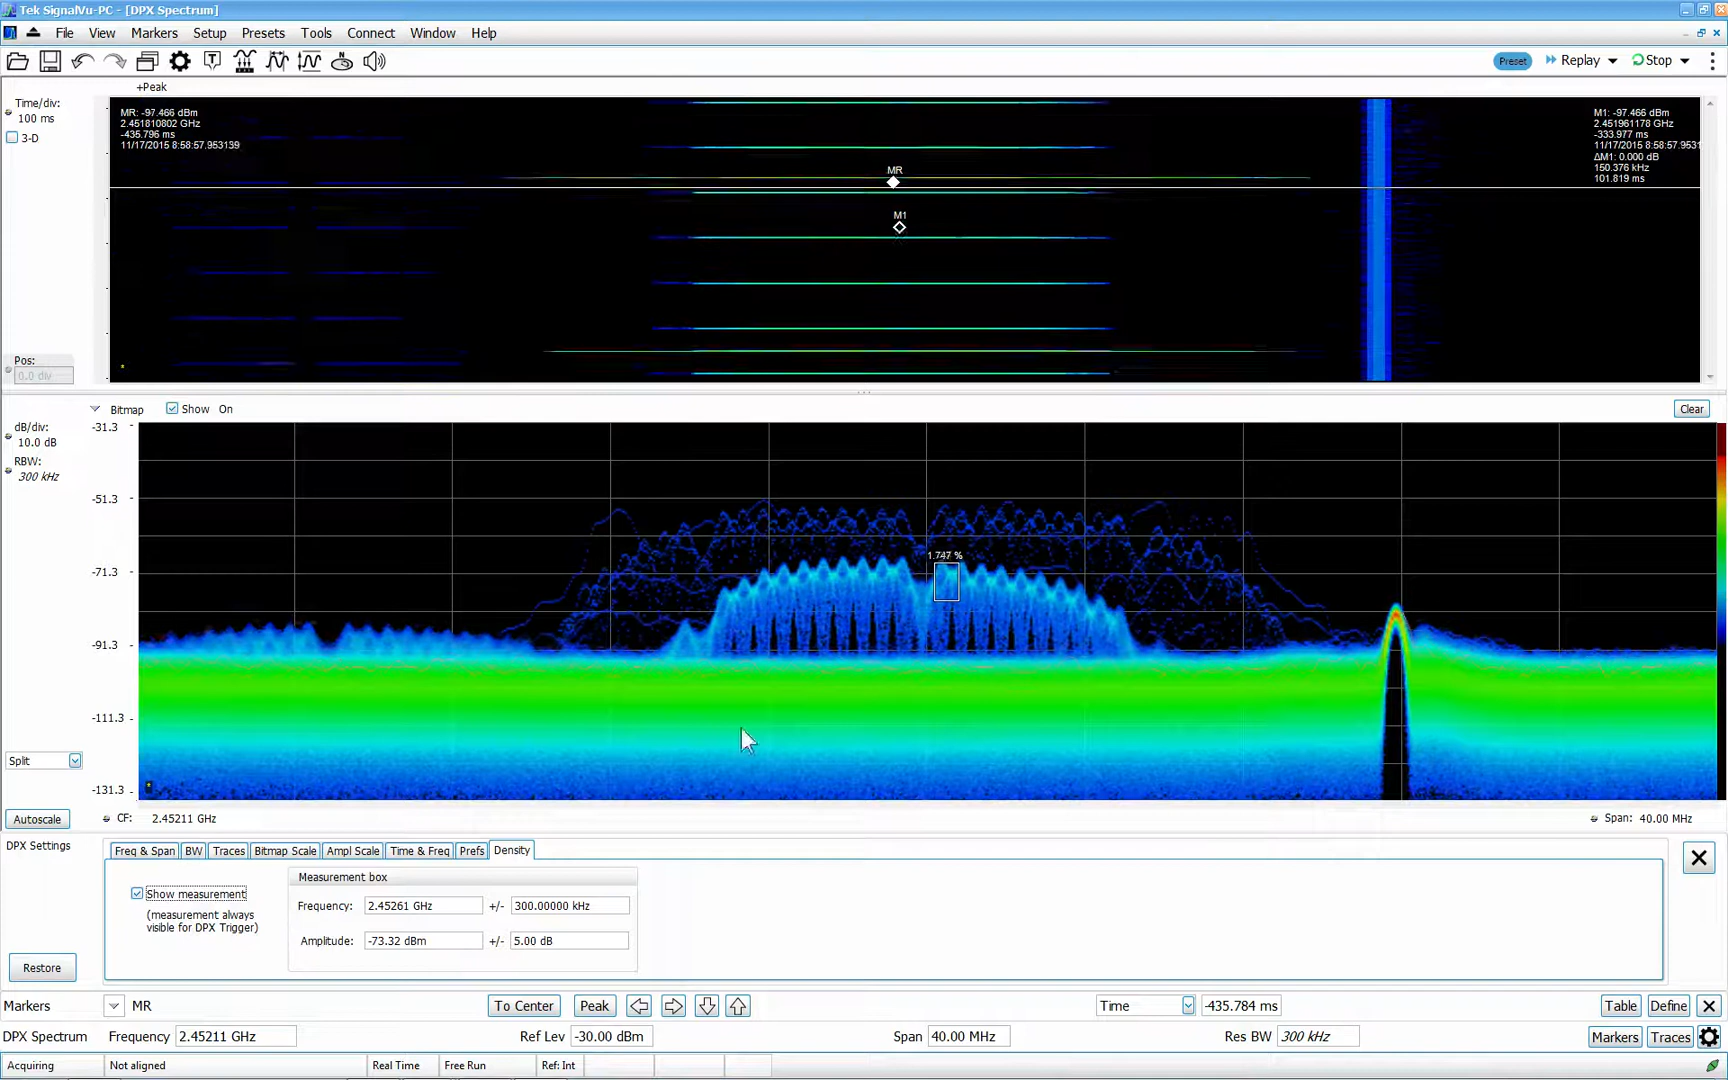 Tek SignalVu-PC - [DPX Spectrum]
File View Markers Setup Presets Tools Connect Window Help
Preset Replay Stop
+Peak
Time/div:
100 ms
3-D
MR: -97.466 dBm
2.451810802 GHz
-435.796 ms
11/17/2015 8:58:57.953139
M1: -97.466 dBm
2.451961178 GHz
-333.977 ms
11/17/2015 8:58:57.9531
ΔM1: 0.000 dB
150.376 kHz
101.819 ms
MR
M1
Pos:
0.0 div
Bitmap Show On Clear
dB/div:
10.0 dB
RBW:
300 kHz
-31.3
-51.3
-71.3
-91.3
-111.3
-131.3
1.747 %
Split
Autoscale CF: 2.45211 GHz Span: 40.00 MHz
DPX Settings
Freq & Span BW Traces Bitmap Scale Ampl Scale Time & Freq Prefs Density
Show measurement
(measurement always
visible for DPX Trigger)
Measurement box
Frequency: 2.45261 GHz +/- 300.00000 kHz
Amplitude: -73.32 dBm +/- 5.00 dB
Restore
Markers MR To Center Peak Time -435.784 ms Table Define
DPX Spectrum Frequency 2.45211 GHz Ref Lev -30.00 dBm Span 40.00 MHz Res BW 300 kHz Markers Traces
Acquiring Not aligned Real Time Free Run Ref: Int